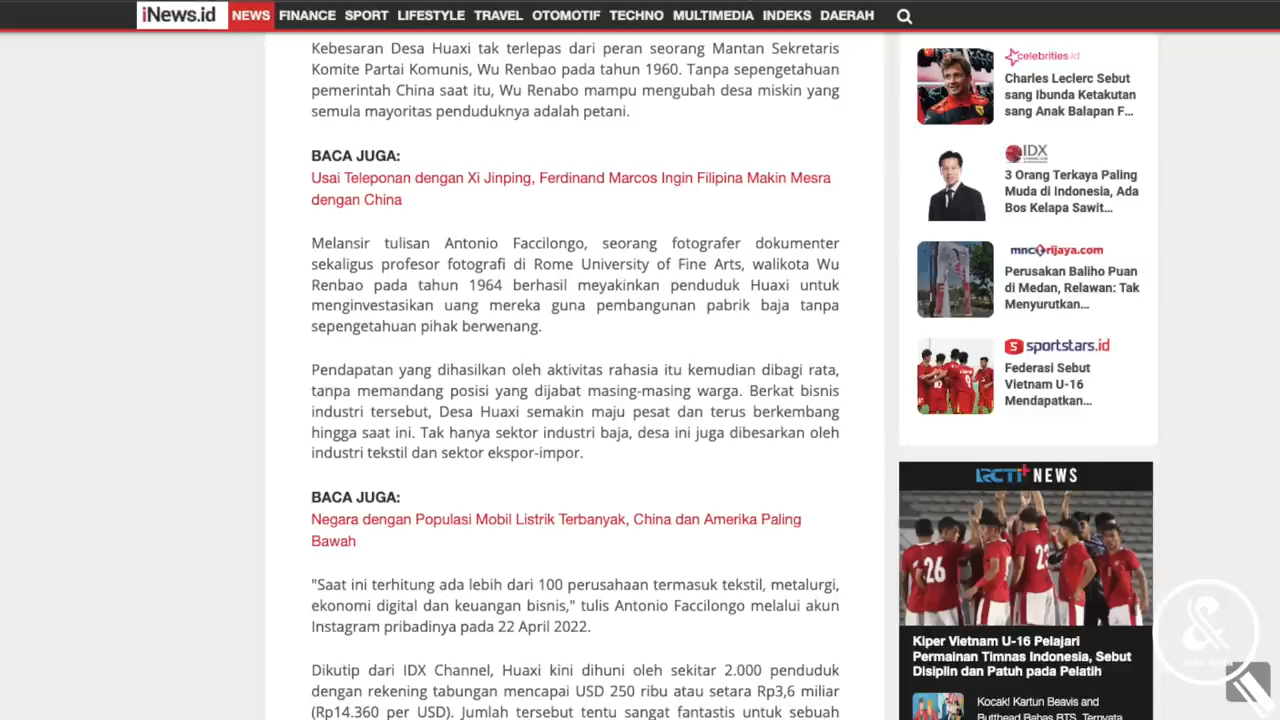 iNews.id NEWS FINANCE SPORT LIFESTYLE TRAVEL OTOMOTIF TECHNO MULTIMEDIA INDEKS DAERAH
Kebesaran Desa Huaxi tak terlepas dari peran seorang Mantan Sekretaris
Komite Partai Komunis, Wu Renbao pada tahun 1960. Tanpa sepengetahuan
pemerintah China saat itu, Wu Renabo mampu mengubah desa miskin yang
semula mayoritas penduduknya adalah petani.
BACA JUGA:
Usai Teleponan dengan Xi Jinping, Ferdinand Marcos Ingin Filipina Makin Mesra
dengan China
Melansir tulisan Antonio Faccilongo, seorang fotografer dokumenter
sekaligus profesor fotografi di Rome University of Fine Arts, walikota Wu
Renbao pada tahun 1964 berhasil meyakinkan penduduk Huaxi untuk
menginvestasikan uang mereka guna pembangunan pabrik baja tanpa
sepengetahuan pihak berwenang.
Pendapatan yang dihasilkan oleh aktivitas rahasia itu kemudian dibagi rata,
tanpa memandang posisi yang dijabat masing-masing warga. Berkat bisnis
industri tersebut, Desa Huaxi semakin maju pesat dan terus berkembang
hingga saat ini. Tak hanya sektor industri baja, desa ini juga dibesarkan oleh
industri tekstil dan sektor ekspor-impor.
BACA JUGA:
Negara dengan Populasi Mobil Listrik Terbanyak, China dan Amerika Paling
Bawah
"Saat ini terhitung ada lebih dari 100 perusahaan termasuk tekstil, metalurgi,
ekonomi digital dan keuangan bisnis," tulis Antonio Faccilongo melalui akun
Instagram pribadinya pada 22 April 2022.
Dikutip dari IDX Channel, Huaxi kini dihuni oleh sekitar 2.000 penduduk
dengan rekening tabungan mencapai USD 250 ribu atau setara Rp3,6 miliar
(Rp14.360 per USD). Jumlah tersebut tentu sangat fantastis untuk sebuah
celebrities.id
Charles Leclerc Sebut
sang Ibunda Ketakutan
sang Anak Balapan F...
IDX
3 Orang Terkaya Paling
Muda di Indonesia, Ada
Bos Kelapa Sawit...
mnctrijaya.com
Perusakan Baliho Puan
di Medan, Relawan: Tak
Menyurutkan...
sportstars.id
Federasi Sebut
Vietnam U-16
Mendapatkan...
RCTI+ NEWS
26
23
Kiper Vietnam U-16 Pelajari
Permainan Timnas Indonesia, Sebut
Disiplin dan Patuh pada Pelatih
Kocak! Kartun Beavis and
Butthead Bahas BTS, Ternyata